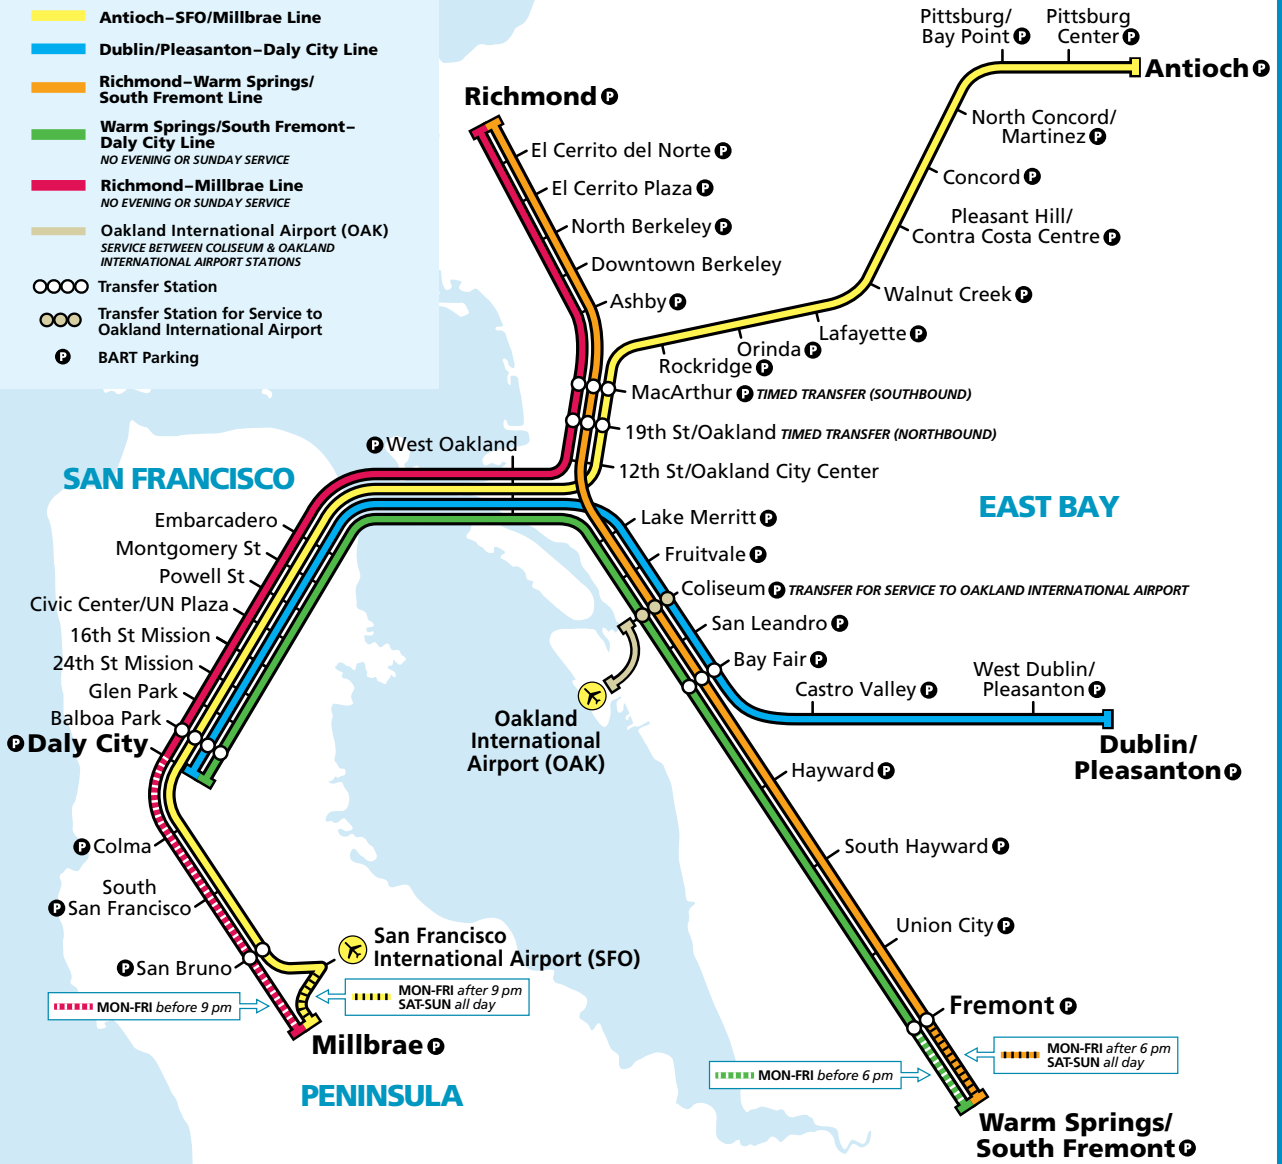 Antioch–SFO/Millbrae Line
Dublin/Pleasanton–Daly City Line
Richmond–Warm Springs/
South Fremont Line
Warm Springs/South Fremont–
Daly City Line
NO EVENING OR SUNDAY SERVICE
Richmond–Millbrae Line
NO EVENING OR SUNDAY SERVICE
Oakland International Airport (OAK)
SERVICE BETWEEN COLISEUM & OAKLAND
INTERNATIONAL AIRPORT STATIONS
Transfer Station
Transfer Station for Service to
Oakland International Airport
P BART Parking
Pittsburg/
Bay Point P
Pittsburg
Center P
Antioch P
North Concord/
Martinez P
Concord P
Pleasant Hill/
Contra Costa Centre P
Walnut Creek P
Lafayette P
Orinda P
Rockridge P
Richmond P
El Cerrito del Norte P
El Cerrito Plaza P
North Berkeley P
Downtown Berkeley
Ashby P
MacArthur P TIMED TRANSFER (SOUTHBOUND)
19th St/Oakland TIMED TRANSFER (NORTHBOUND)
12th St/Oakland City Center
P West Oakland
SAN FRANCISCO
EAST BAY
Embarcadero
Montgomery St
Powell St
Civic Center/UN Plaza
16th St Mission
24th St Mission
Glen Park
Balboa Park
P Daly City
P Colma
South
P San Francisco
P San Bruno
San Francisco
International Airport (SFO)
MON-FRI before 9 pm
MON-FRI after 9 pm
SAT-SUN all day
Millbrae P
PENINSULA
Lake Merritt P
Fruitvale P
Coliseum P TRANSFER FOR SERVICE TO OAKLAND INTERNATIONAL AIRPORT
San Leandro P
Bay Fair P
Castro Valley P
West Dublin/
Pleasanton P
Dublin/
Pleasanton P
Oakland
International
Airport (OAK)
Hayward P
South Hayward P
Union City P
Fremont P
MON-FRI after 6 pm
SAT-SUN all day
MON-FRI before 6 pm
Warm Springs/
South Fremont P